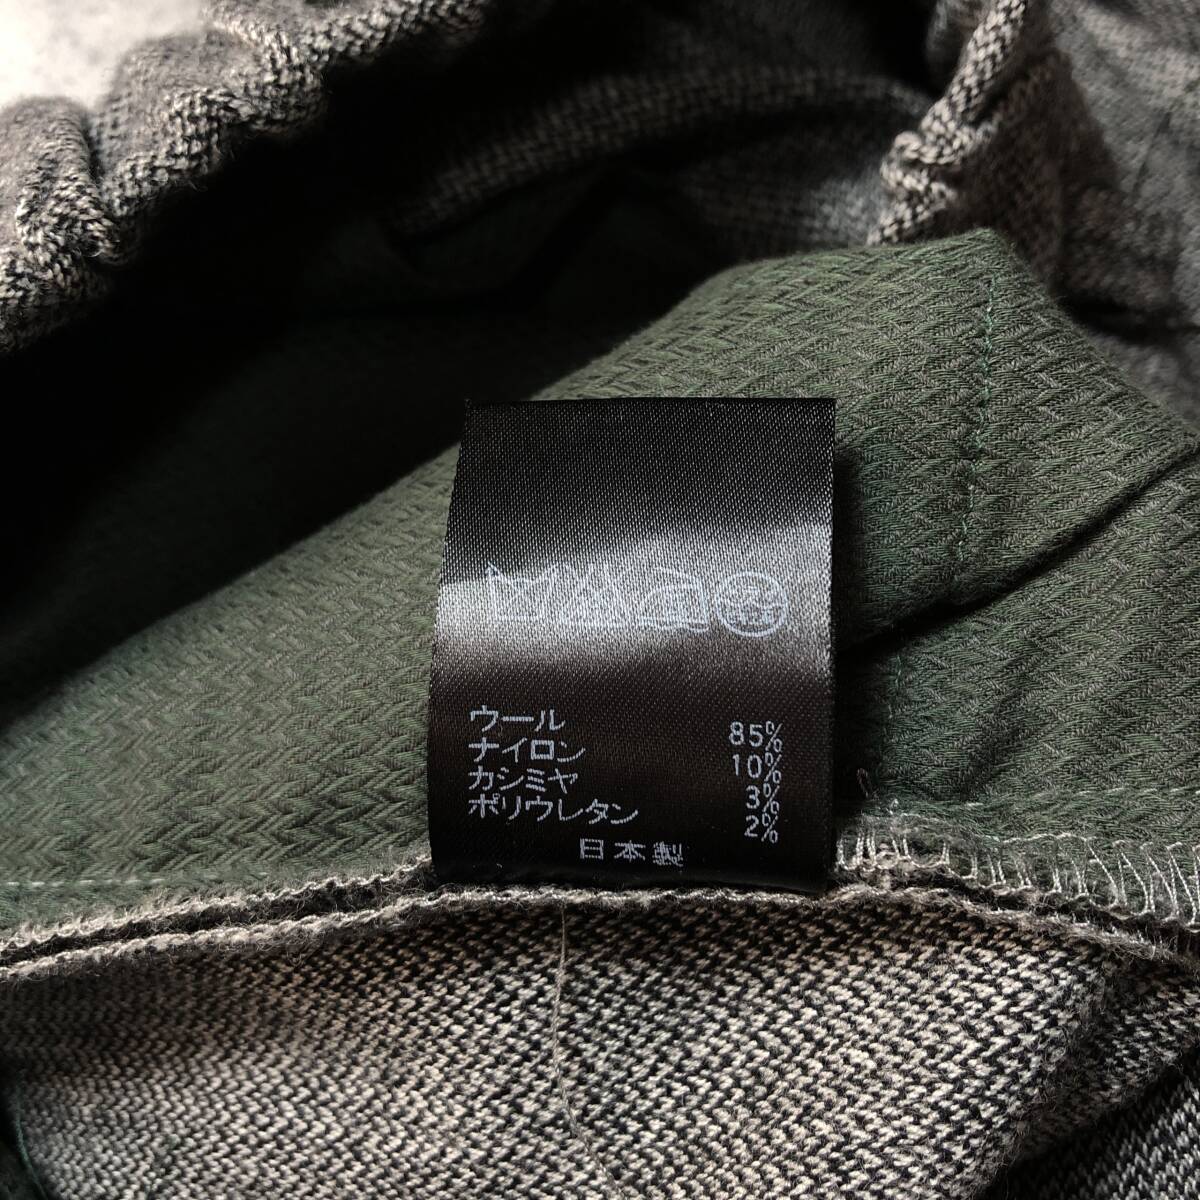 ウール 85%
ナイロン 10%
カシミヤ 3%
ポリウレタン 2%
日本製